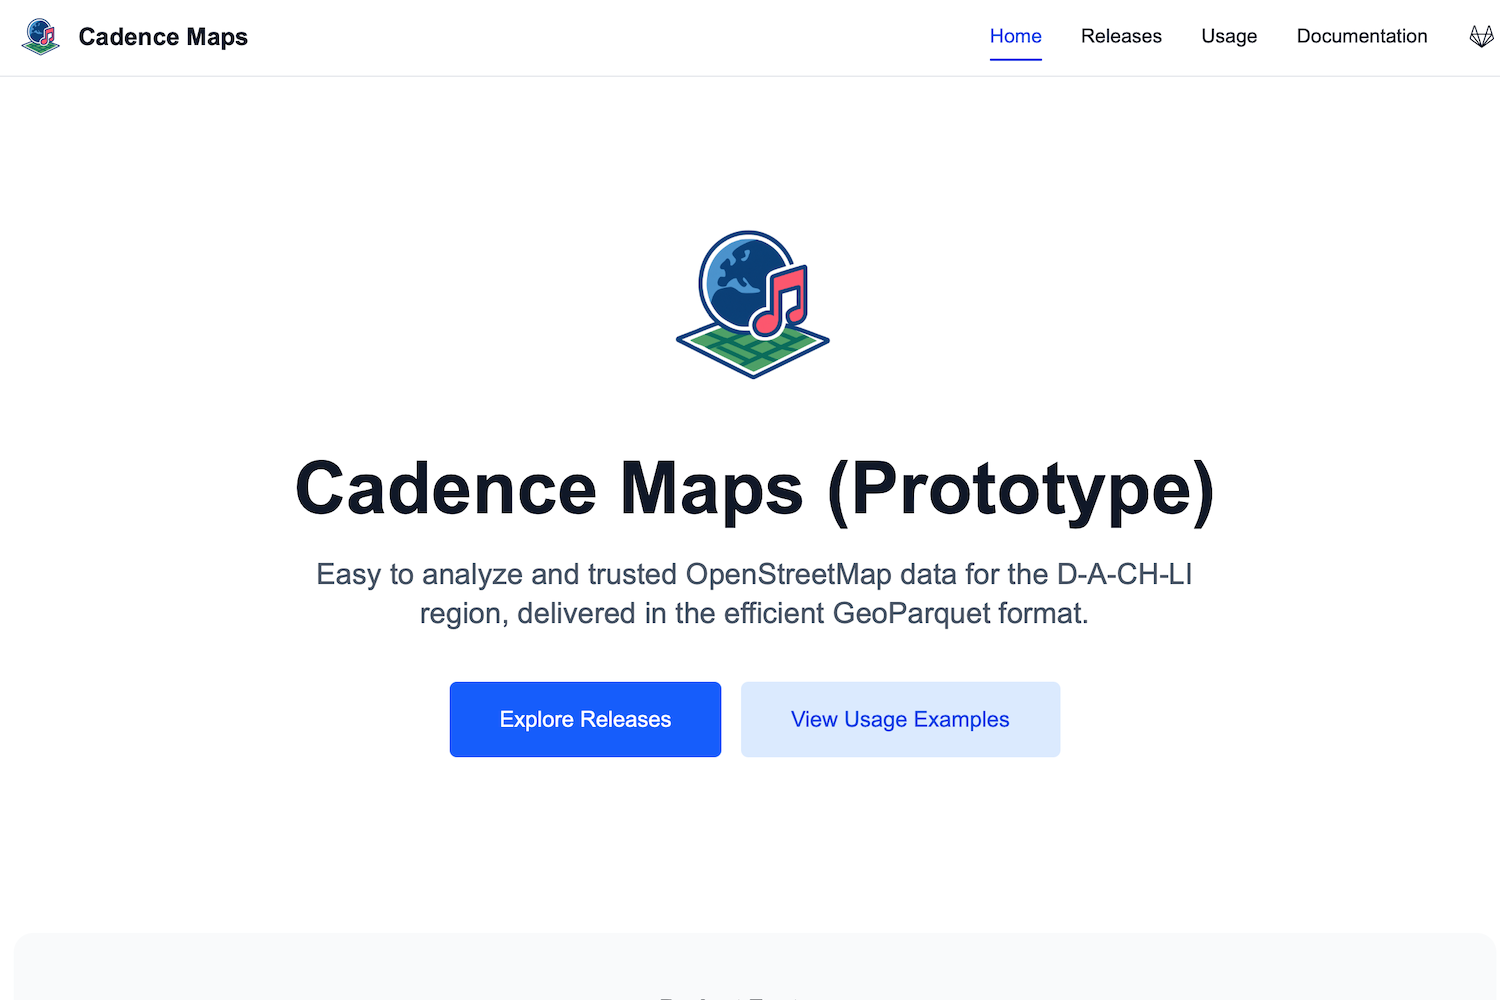 Cadence Maps
Home
Releases
Usage
Documentation
Cadence Maps (Prototype)
Easy to analyze and trusted OpenStreetMap data for the D-A-CH-LI
region, delivered in the efficient GeoParquet format.
Explore Releases
View Usage Examples